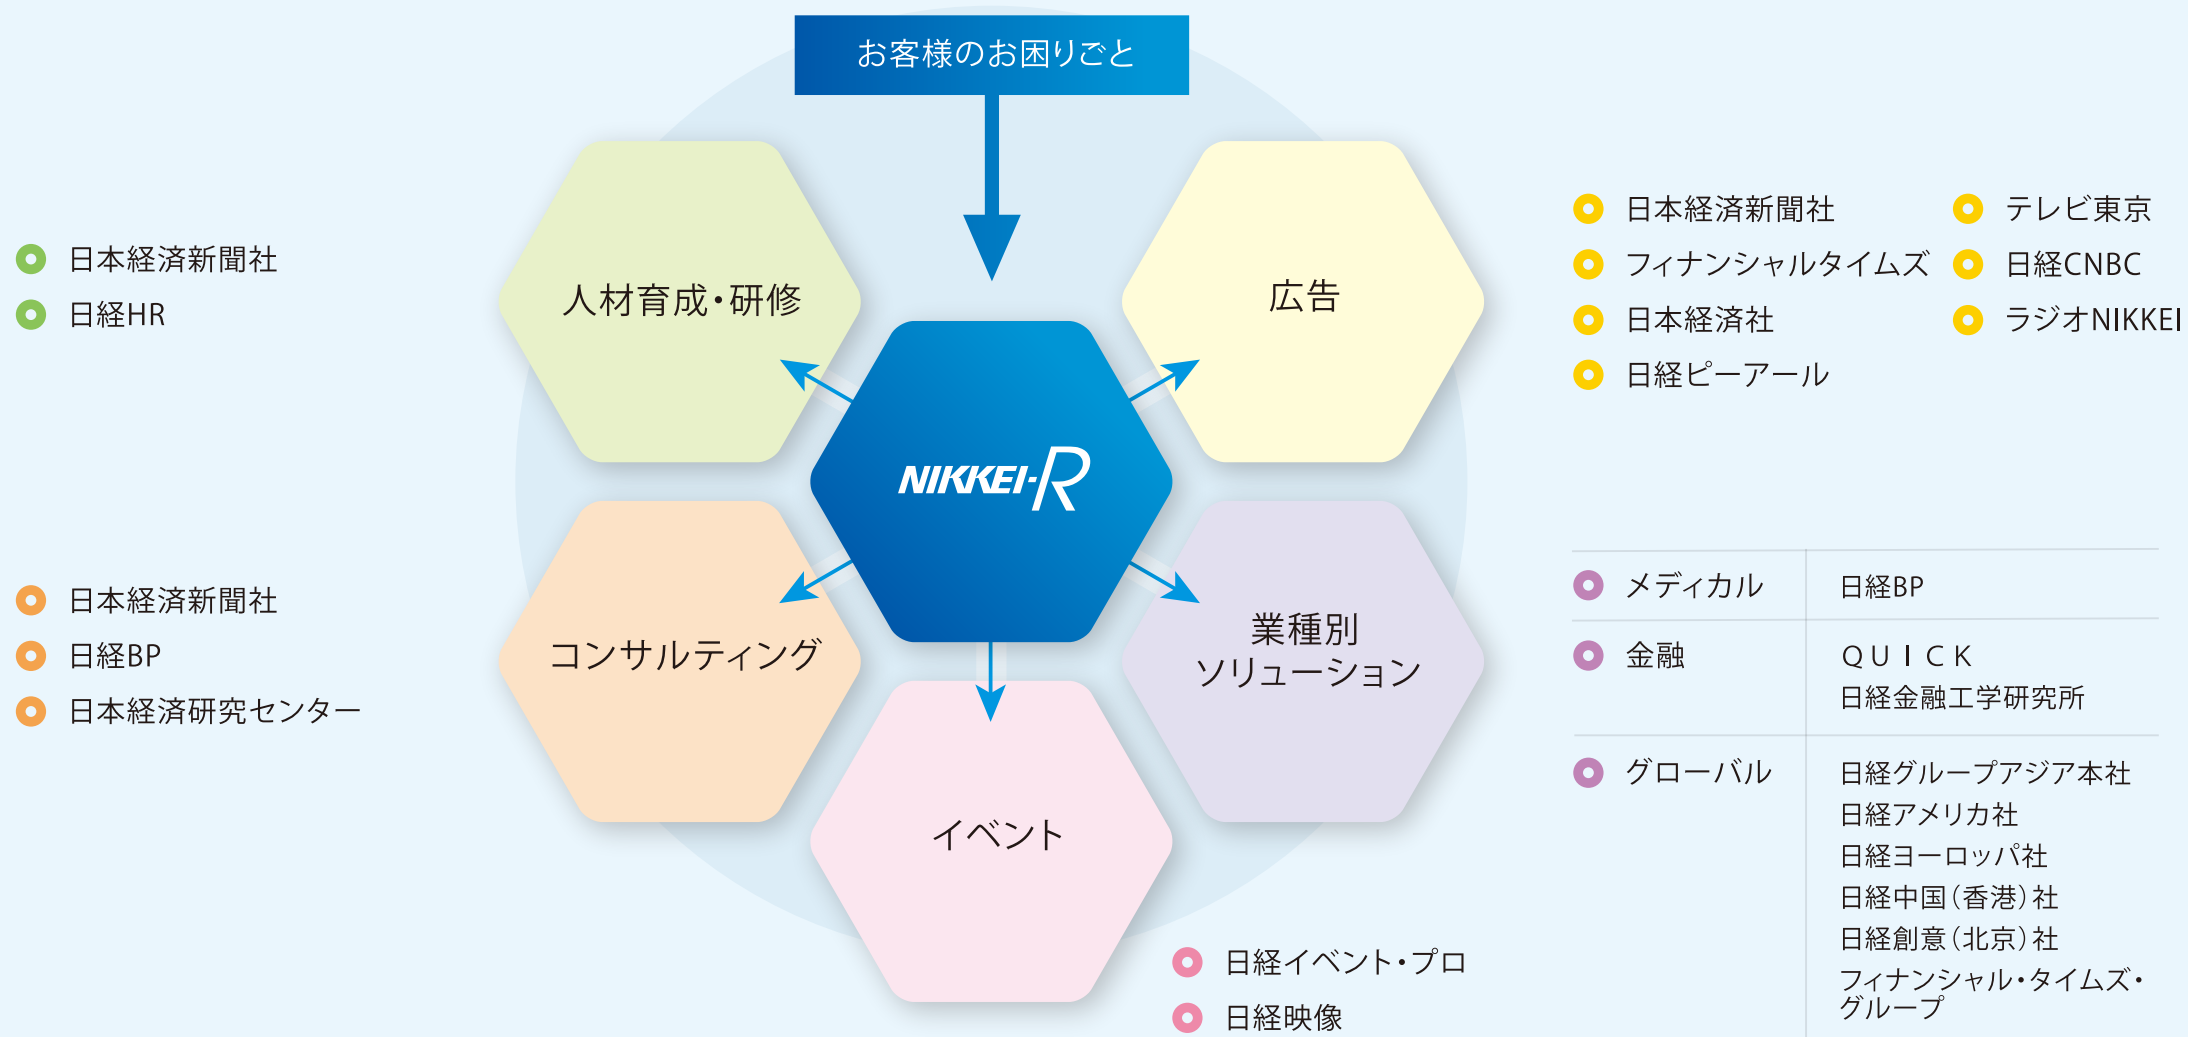 お客様のお困りごと
人材育成・研修
広告
NIKKEI-R
コンサルティング
業種別
ソリューション
イベント
日本経済新聞社
日経HR
日本経済新聞社
日経BP
日本経済研究センター
日本経済新聞社
フィナンシャルタイムズ
日本経済社
日経ピーアール
テレビ東京
日経CNBC
ラジオNIKKEI
メディカル
日経BP
金融
QUICK
日経金融工学研究所
グローバル
日経グループアジア本社
日経アメリカ社
日経ヨーロッパ社
日経中国(香港)社
日経創意(北京)社
フィナンシャル・タイムズ・
グループ
日経イベント・プロ
日経映像